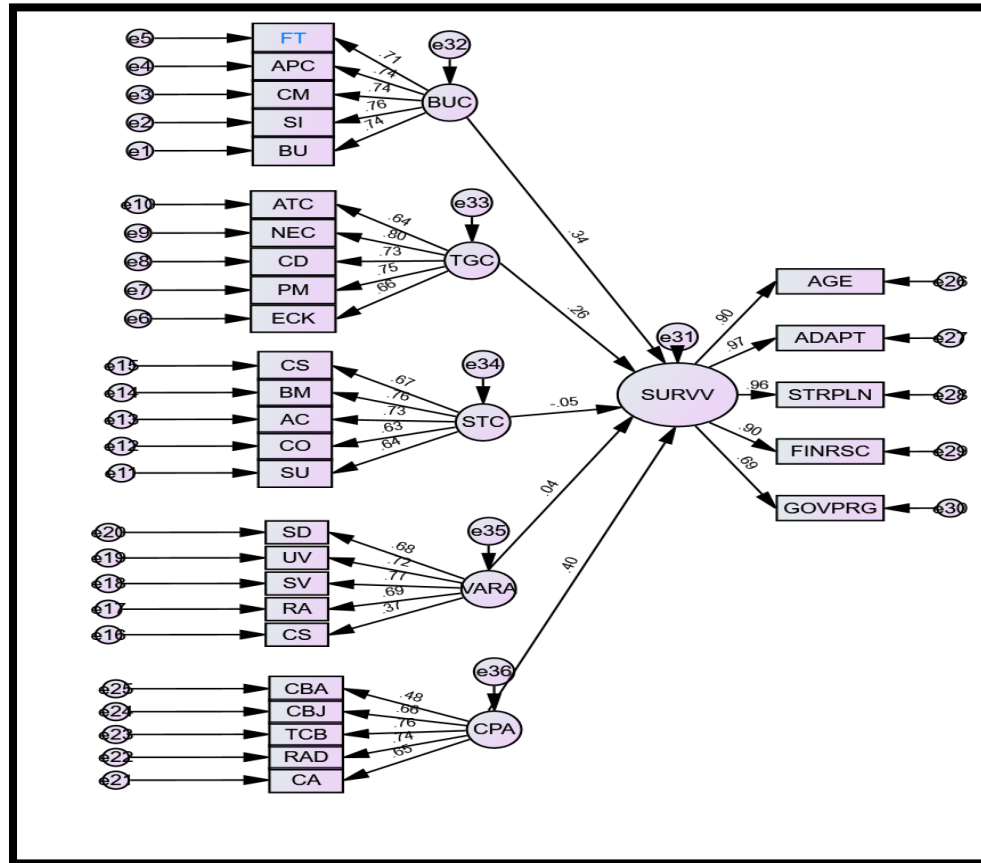 e5 FT e32
e4 APC .71
e3 CM .74 BUC
e2 SI .74
e1 BU .76
.74
e10 ATC e33
e9 NEC .64
e8 CD .80 TGC
e7 PM .73
e6 ECK .75
.66
e15 CS e34
e14 BM .67
e13 AC .76 STC
e12 CO .73
e11 SU .63
.64
e20 SD e35
e19 UV .68
e18 SV .72 VARA
e17 RA .77
e16 CS .69
.37
e25 CBA e36
e24 CBJ .48
e23 TCB .68 CPA
e22 RAD .76
e21 CA .74
.65
.34
.26
-.05
.04
.40
e31
SURVV
.90 AGE e26
.97 ADAPT e27
.96 STRPLN e28
.90 FINRSC e29
.69 GOVPRG e30